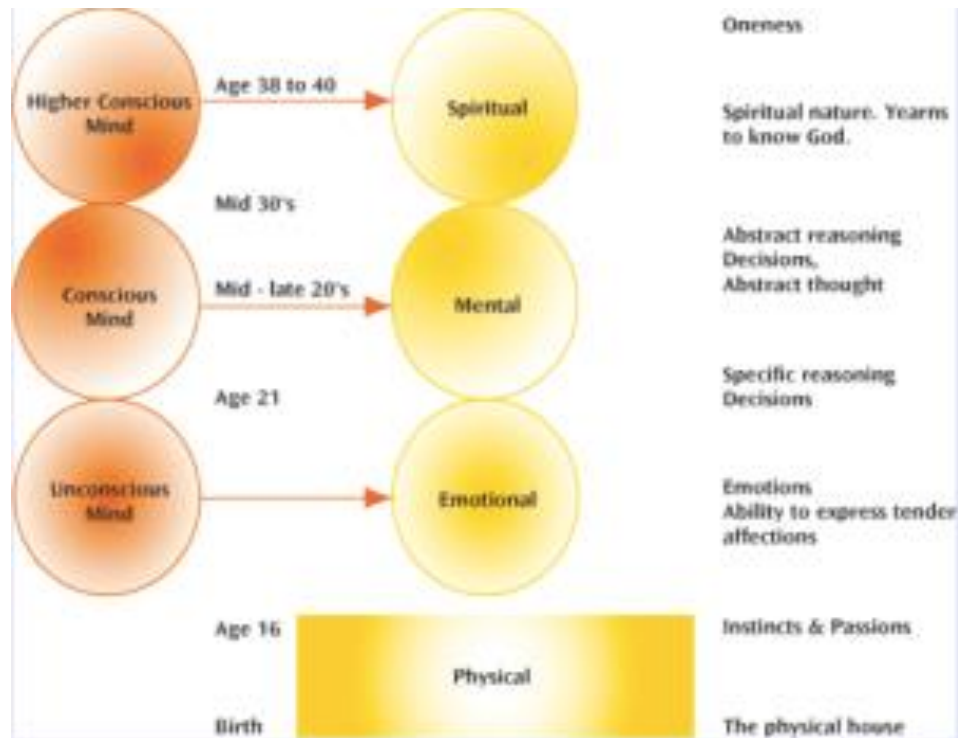 Oneness
Age 38 to 40
Higher Conscious
Mind
Spiritual
Spiritual nature. Yearns
to know God.
Mid 30's
Abstract reasoning
Decisions,
Abstract thought
Mid - late 20's
Conscious
Mind
Mental
Specific reasoning
Decisions
Age 21
Unconscious
Mind
Emotional
Emotions
Ability to express tender
affections
Age 16
Instincts & Passions
Physical
Birth
The physical house